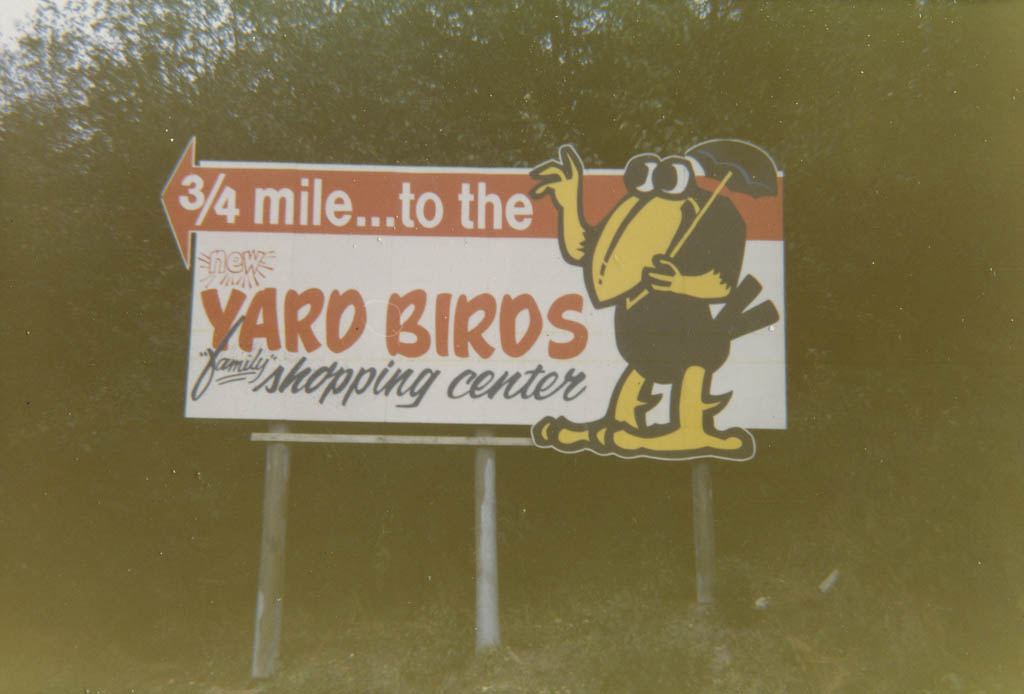 3/4 mile...to the
new
YARD BIRDS
"family" shopping center